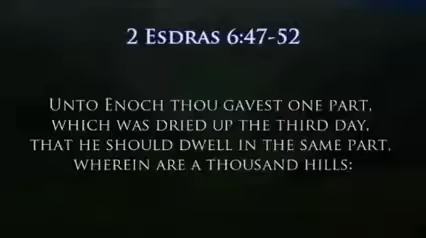 2 Esdras 6:47-52
Unto Enoch thou gavest one part,
which was dried up the third day,
that he should dwell in the same part,
wherein are a thousand hills: